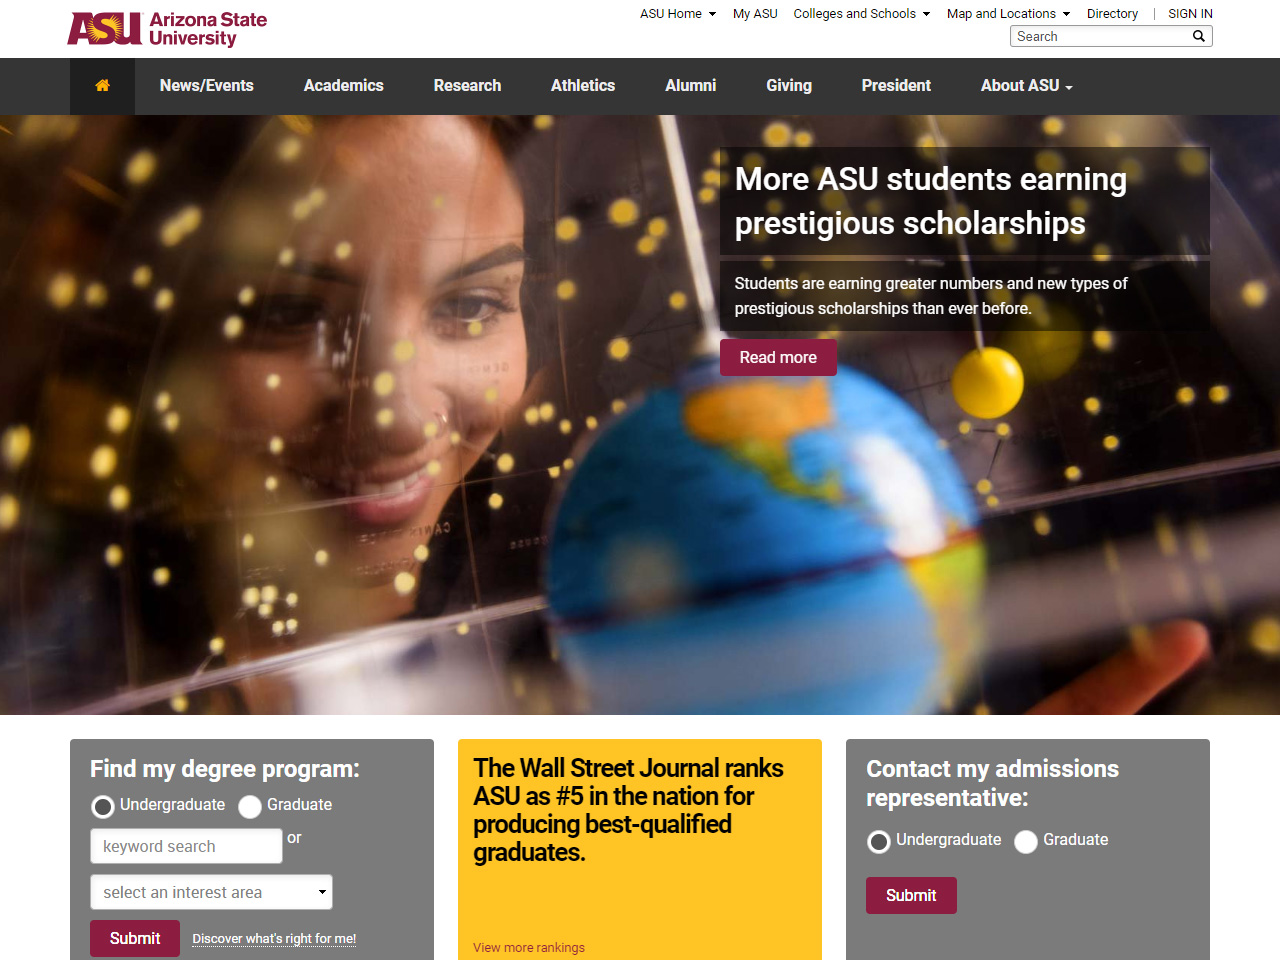 ASU Arizona State University
ASU Home My ASU Colleges and Schools Map and Locations Directory SIGN IN
Search
News/Events Academics Research Athletics Alumni Giving President About ASU
More ASU students earning
prestigious scholarships
Students are earning greater numbers and new types of
prestigious scholarships than ever before.
Read more
Find my degree program:
Undergraduate Graduate
keyword search or
select an interest area
Submit Discover what's right for me!
The Wall Street Journal ranks
ASU as #5 in the nation for
producing best-qualified
graduates.
View more rankings
Contact my admissions
representative:
Undergraduate Graduate
Submit